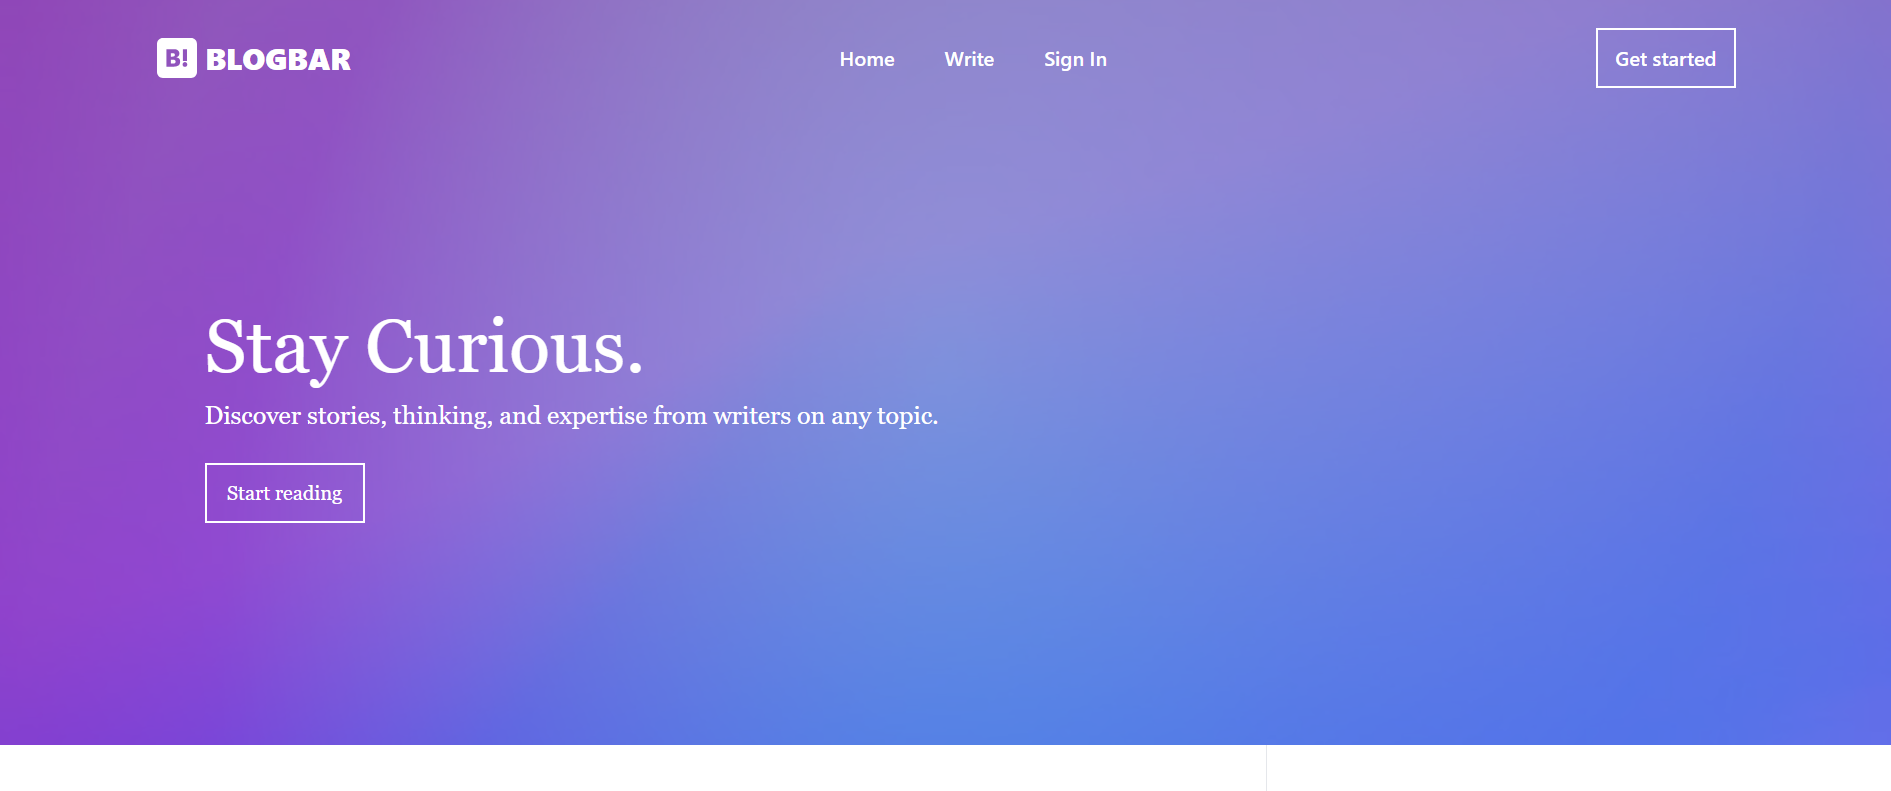 B! BLOGBAR
Home Write Sign In
Get started
Stay Curious.
Discover stories, thinking, and expertise from writers on any topic.
Start reading